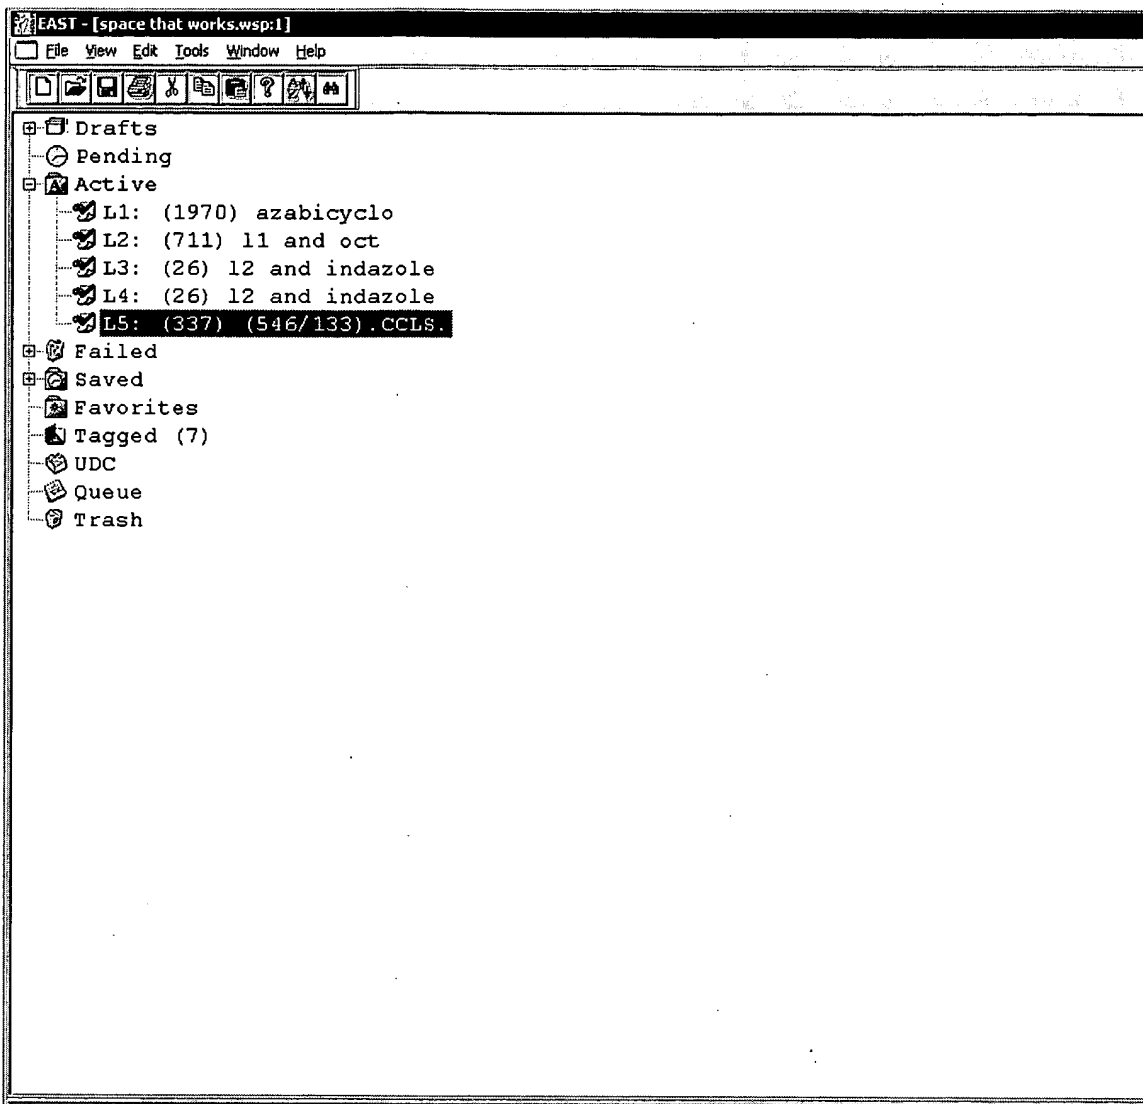 EAST - [space that works.wsp:1]
File View Edit Tools Window Help
Drafts
Pending
Active
L1: (1970) azabicyclo
L2: (711) l1 and oct
L3: (26) l2 and indazole
L4: (26) l2 and indazole
L5: (337) (546/133).CCLS.
Failed
Saved
Favorites
Tagged (7)
UDC
Queue
Trash